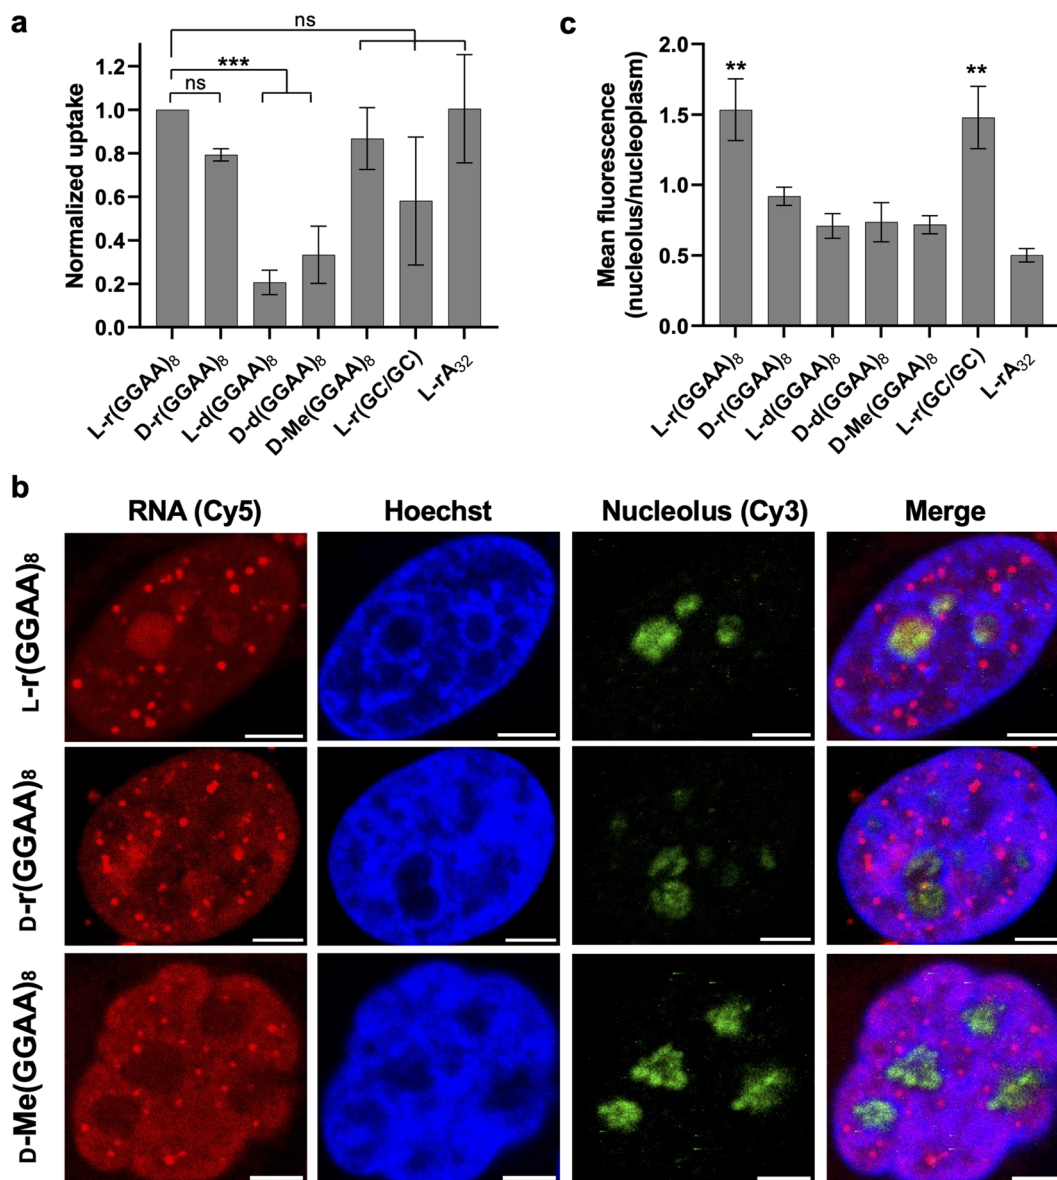 a
ns
***
ns
Normalized uptake
1.2
1.0
0.8
0.6
0.4
0.2
0.0
L-r(GGAA)8
D-r(GGAA)8
L-d(GGAA)8
D-d(GGAA)8
D-Me(GGAA)8
L-r(GC/GC)
L-rA32
c
Mean fluorescence
(nucleolus/nucleoplasm)
2.0
1.5
1.0
0.5
0.0
**
**
L-r(GGAA)8
D-r(GGAA)8
L-d(GGAA)8
D-d(GGAA)8
D-Me(GGAA)8
L-r(GC/GC)
L-rA32
b
RNA (Cy5) Hoechst Nucleolus (Cy3) Merge
L-r(GGAA)8
D-r(GGAA)8
D-Me(GGAA)8